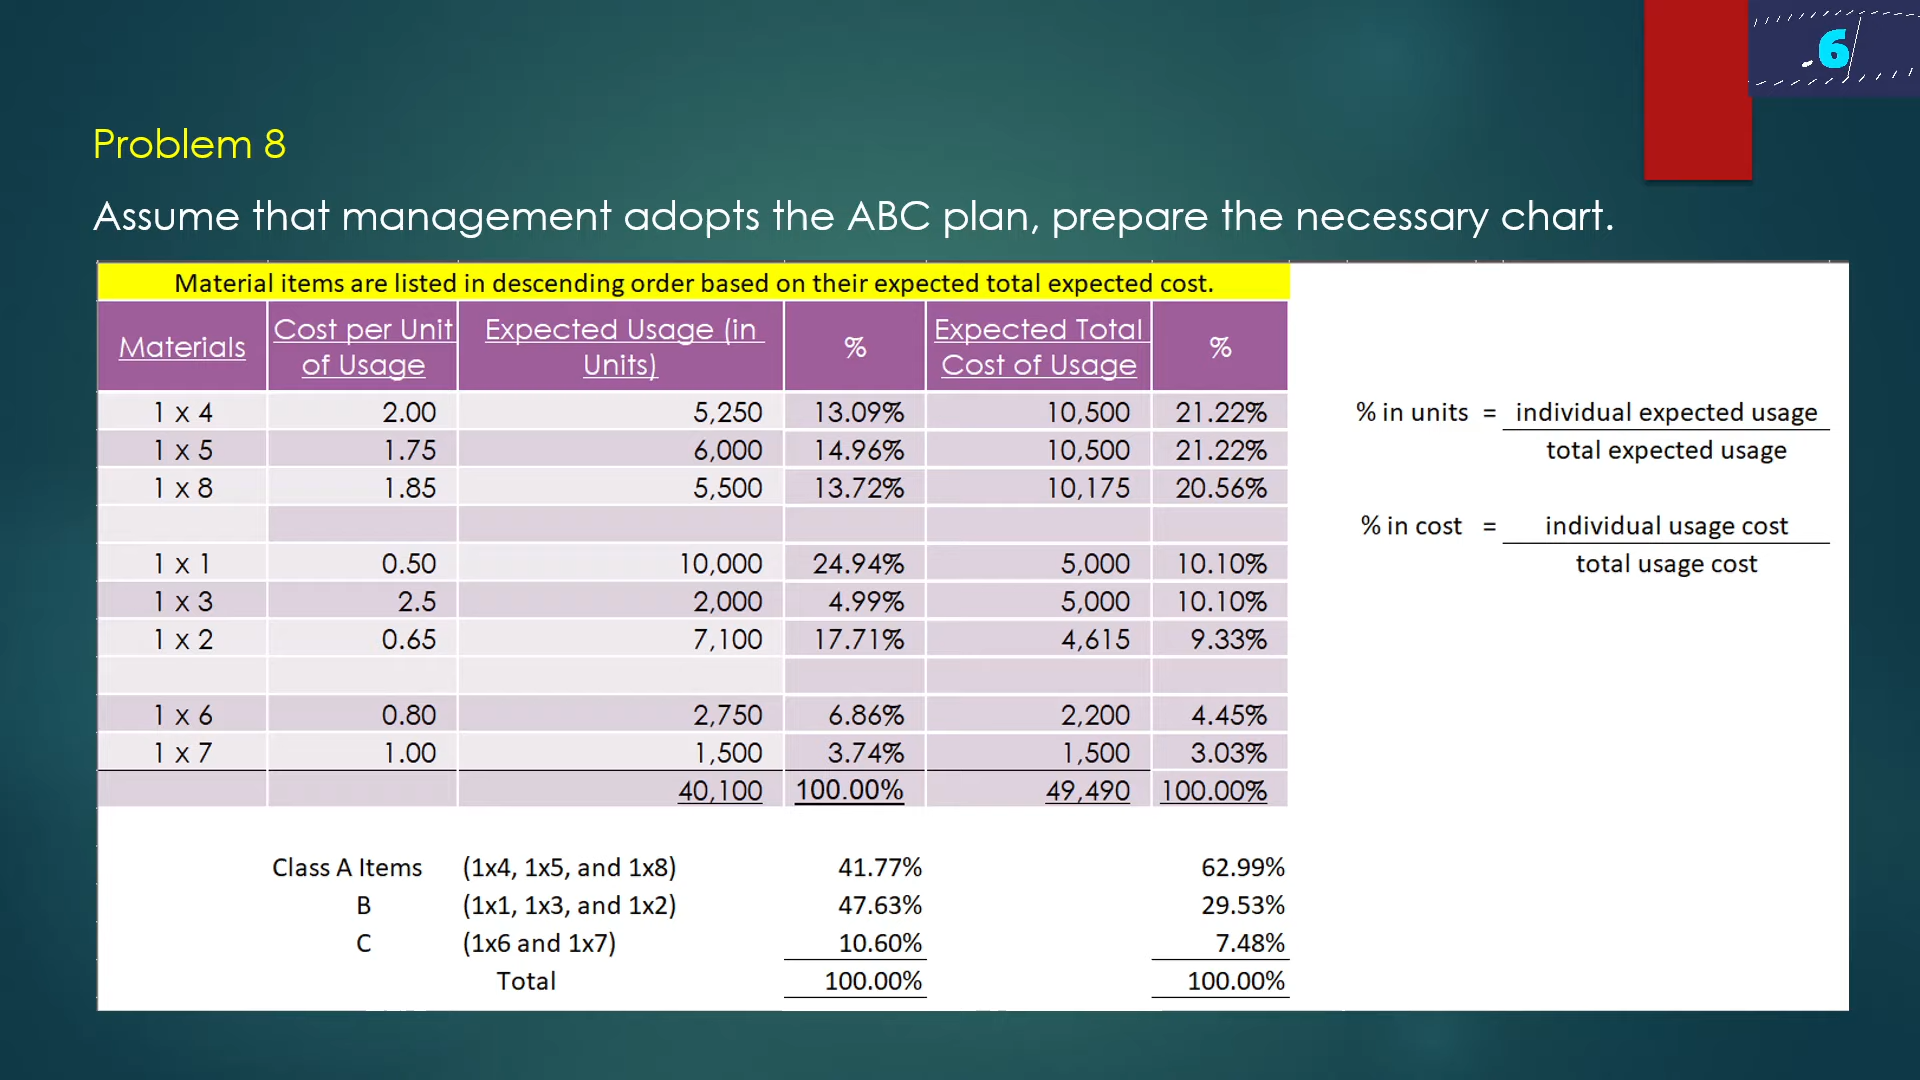 6
Problem 8
Assume that management adopts the ABC plan, prepare the necessary chart.
Material items are listed in descending order based on their expected total expected cost.
Materials Cost per Unit of Usage Expected Usage (in Units) % Expected Total Cost of Usage %
1 x 4 2.00 5,250 13.09% 10,500 21.22%
1 x 5 1.75 6,000 14.96% 10,500 21.22%
1 x 8 1.85 5,500 13.72% 10,175 20.56%
1 x 1 0.50 10,000 24.94% 5,000 10.10%
1 x 3 2.5 2,000 4.99% 5,000 10.10%
1 x 2 0.65 7,100 17.71% 4,615 9.33%
1 x 6 0.80 2,750 6.86% 2,200 4.45%
1 x 7 1.00 1,500 3.74% 1,500 3.03%
40,100 100.00% 49,490 100.00%
% in units = individual expected usage
total expected usage
% in cost = individual usage cost
total usage cost
Class A Items (1x4, 1x5, and 1x8) 41.77% 62.99%
B (1x1, 1x3, and 1x2) 47.63% 29.53%
C (1x6 and 1x7) 10.60% 7.48%
Total 100.00% 100.00%